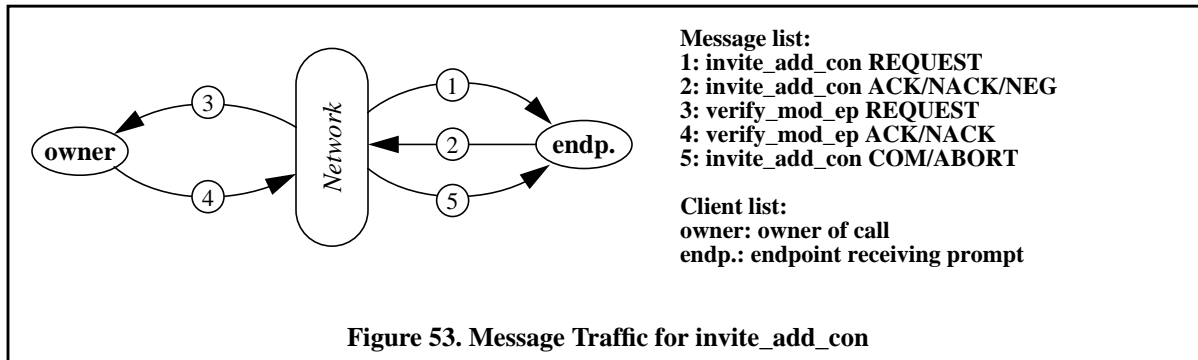 Message list:
1: invite_add_con REQUEST
2: invite_add_con ACK/NACK/NEG
3: verify_mod_ep REQUEST
4: verify_mod_ep ACK/NACK
5: invite_add_con COM/ABORT
Client list:
owner: owner of call
endp.: endpoint receiving prompt
owner
3
4
Network
1
2
5
endp.
Figure 53. Message Traffic for invite_add_con